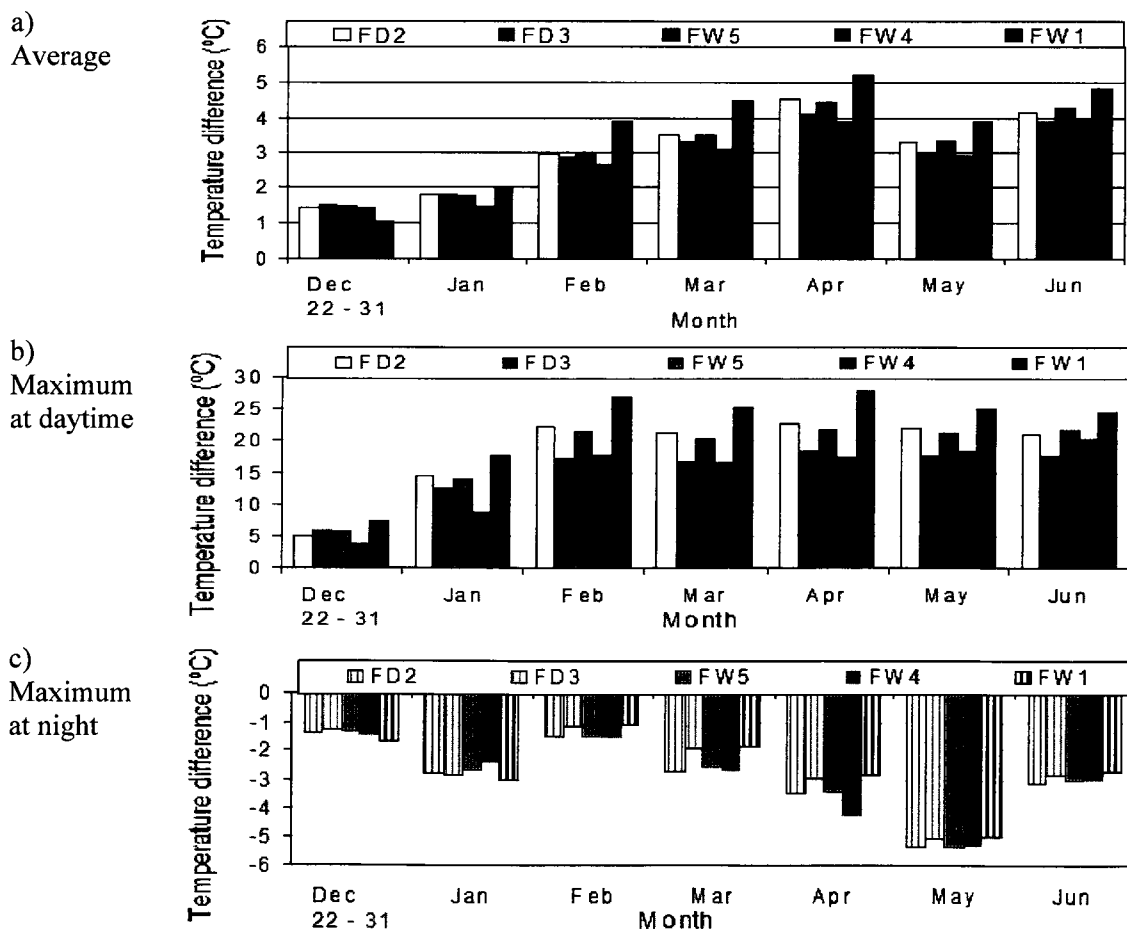 a)
Average
Temperature difference (ºC)
FD2 FD3 FW5 FW4 FW1
6
5
4
3
2
1
0
Dec Jan Feb Mar Apr May Jun
22 - 31
Month
b)
Maximum
at daytime
Temperature difference (ºC)
FD2 FD3 FW5 FW4 FW1
30
25
20
15
10
5
0
Dec Jan Feb Mar Apr May Jun
22 - 31
Month
c)
Maximum
at night
Temperature difference (ºC)
FD2 FD3 FW5 FW4 FW1
0
-1
-2
-3
-4
-5
-6
Dec Jan Feb Mar Apr May Jun
22 - 31
Month